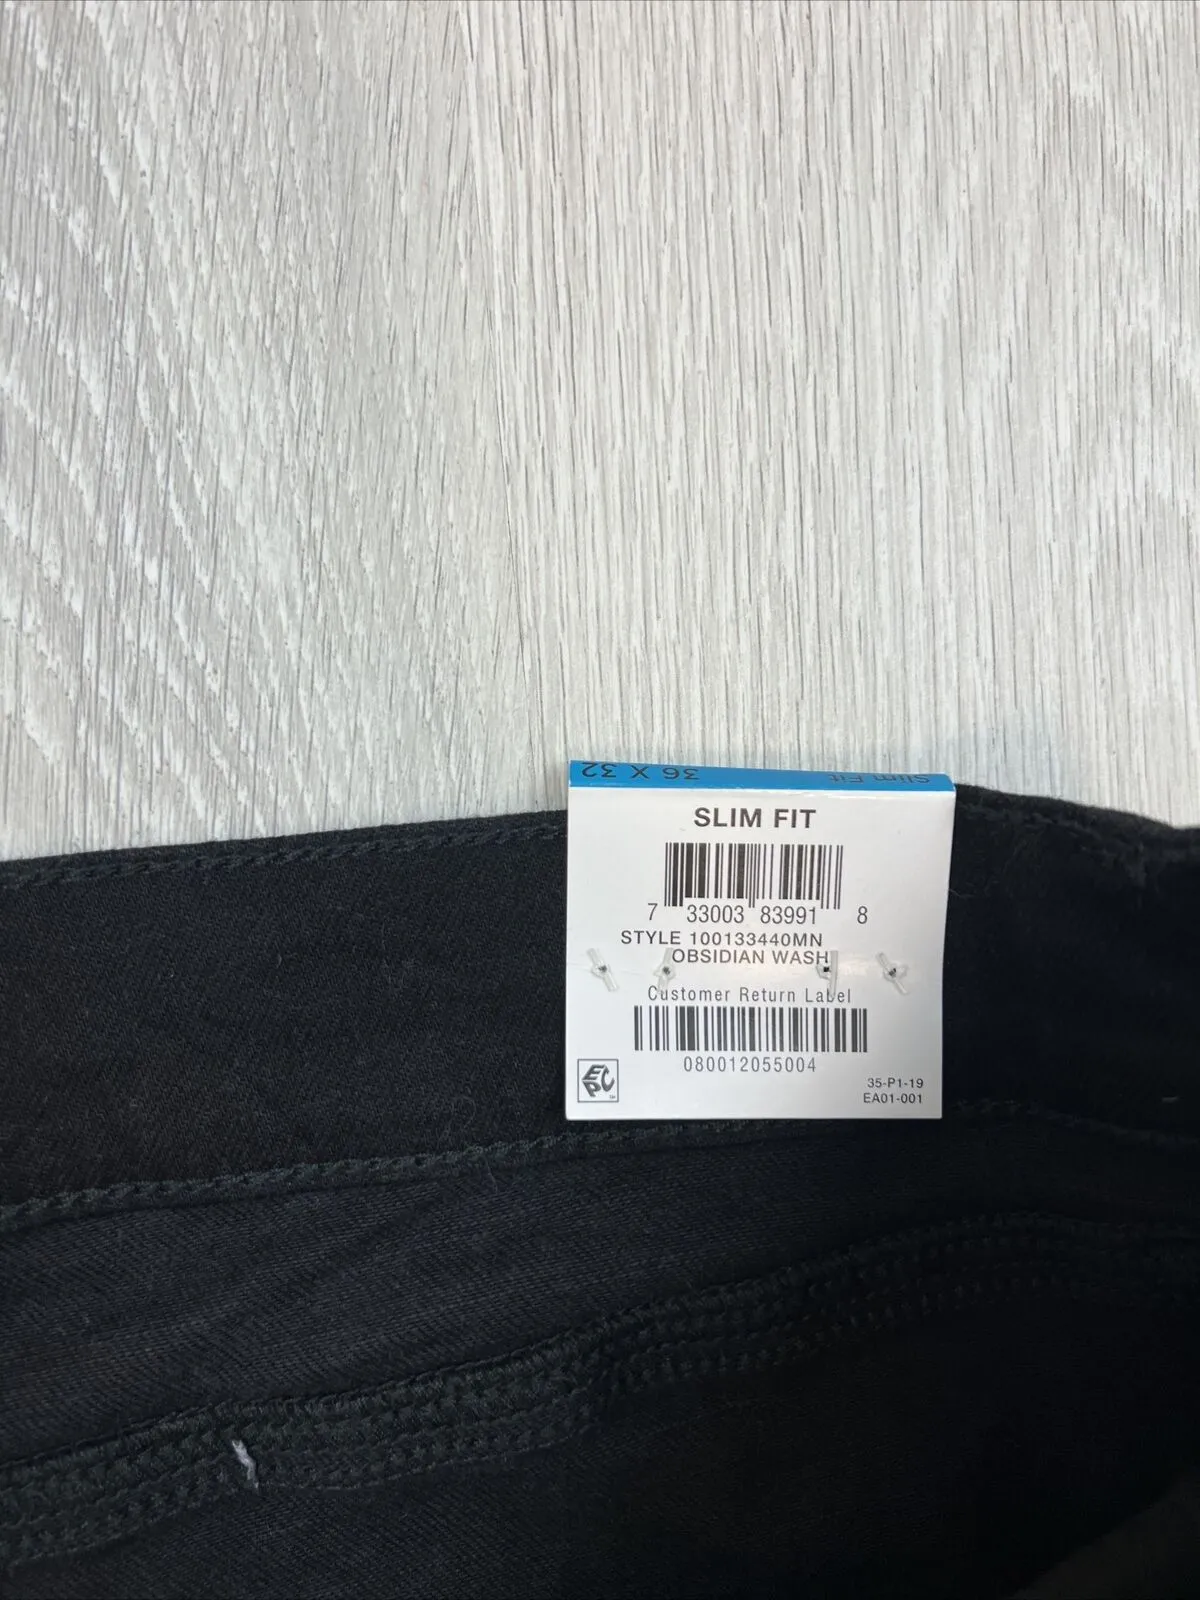 36 X 32 Slim Fit
SLIM FIT
7 33003 83991 8
STYLE 100133440MN
OBSIDIAN WASH
Customer Return Label
080012055004
EPC
35-P1-19
EA01-001